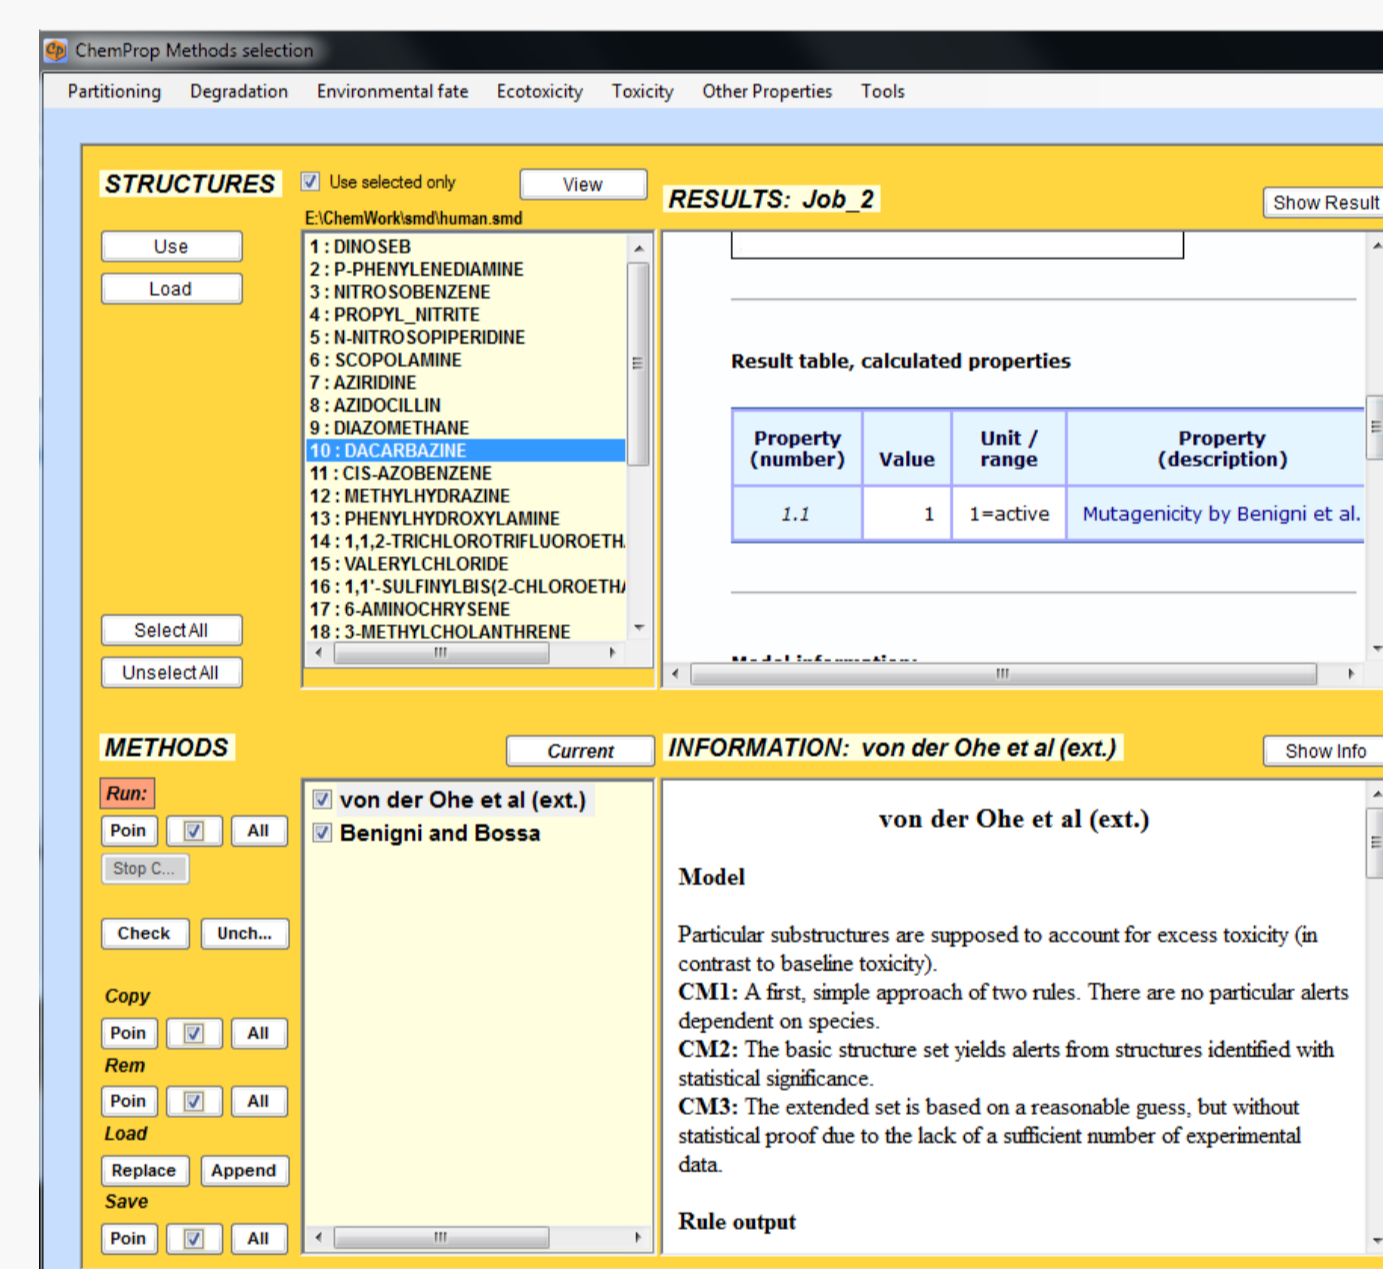 ChemProp Methods selection
Partitioning Degradation Environmental fate Ecotoxicity Toxicity Other Properties Tools
STRUCTURES
Use selected only
View
E:\ChemWork\smd\human.smd
Use
Load
1 : DINOSEB
2 : P-PHENYLENEDIAMINE
3 : NITROSOBENZENE
4 : PROPYL_NITRITE
5 : N-NITROSOPIPERIDINE
6 : SCOPOLAMINE
7 : AZIRIDINE
8 : AZIDOCILLIN
9 : DIAZOMETHANE
10 : DACARBAZINE
11 : CIS-AZOBENZENE
12 : METHYLHYDRAZINE
13 : PHENYLHYDROXYLAMINE
14 : 1,1,2-TRICHLOROTRIFLUOROETH
15 : VALERYLCHLORIDE
16 : 1,1'-SULFINYLBIS(2-CHLOROETH
17 : 6-AMINOCHRYSENE
18 : 3-METHYLCHOLANTHRENE
Select All
Unselect All
RESULTS: Job_2
Show Result
Result table, calculated properties
Property (number) Value Unit / range Property (description)
1.1 1 1=active Mutagenicity by Benigni et al.
METHODS
Current
Run:
Poin All
Stop C...
Check Unch...
Copy
Poin All
Rem
Poin All
Load
Replace Append
Save
Poin All
von der Ohe et al (ext.)
Benigni and Bossa
INFORMATION: von der Ohe et al (ext.)
Show Info
von der Ohe et al (ext.)
Model
Particular substructures are supposed to account for excess toxicity (in
contrast to baseline toxicity).
CM1: A first, simple approach of two rules. There are no particular alerts
dependent on species.
CM2: The basic structure set yields alerts from structures identified with
statistical significance.
CM3: The extended set is based on a reasonable guess, but without
statistical proof due to the lack of a sufficient number of experimental
data.
Rule output